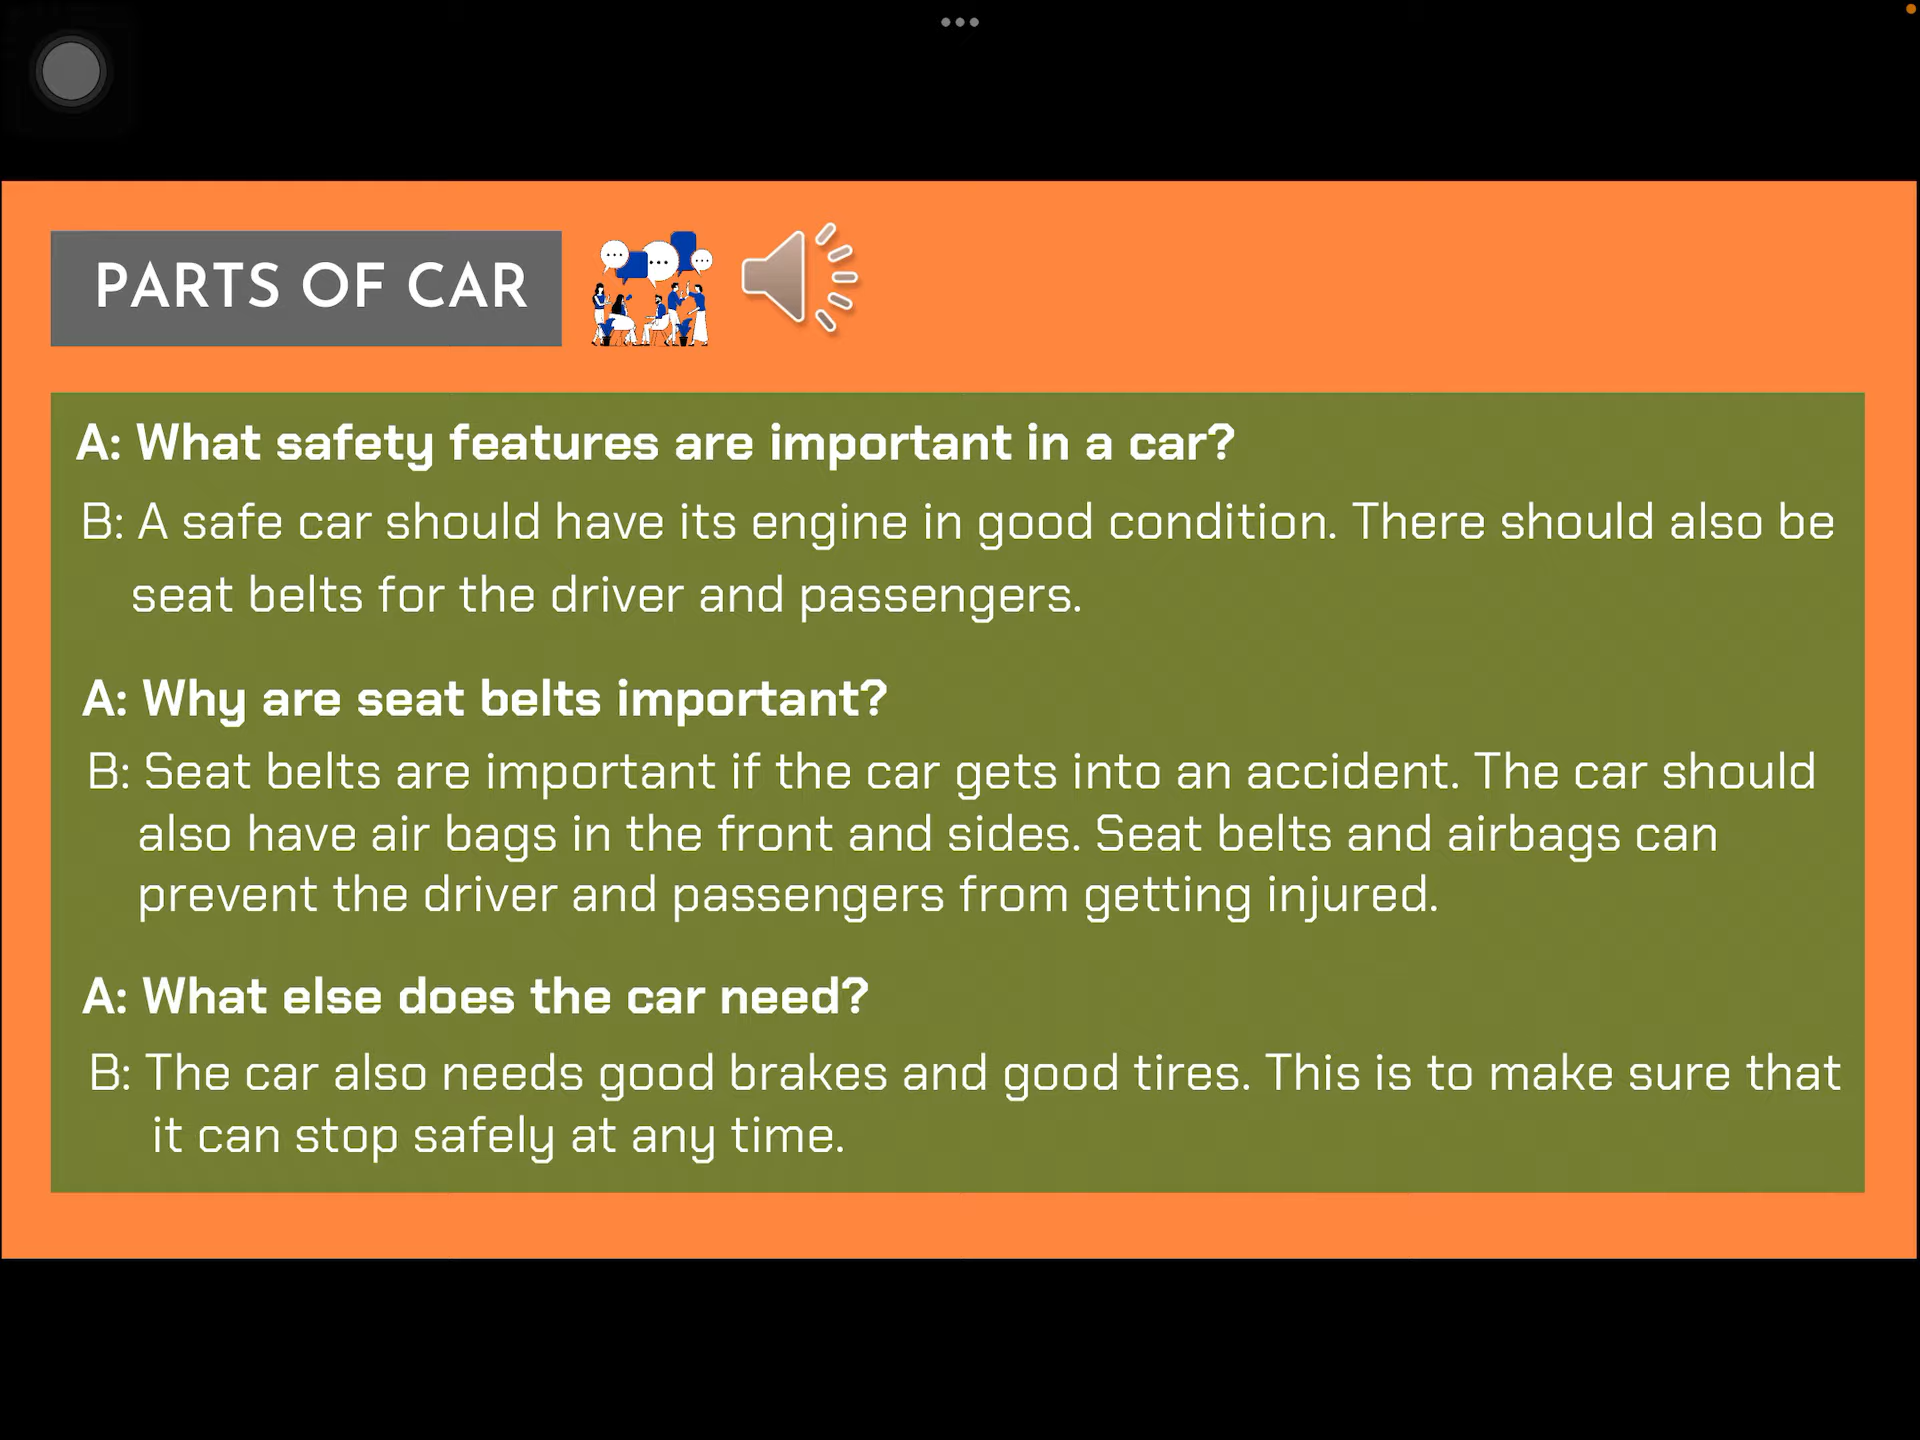 PARTS OF CAR
A: What safety features are important in a car?
B: A safe car should have its engine in good condition. There should also be
seat belts for the driver and passengers.
A: Why are seat belts important?
B: Seat belts are important if the car gets into an accident. The car should
also have air bags in the front and sides. Seat belts and airbags can
prevent the driver and passengers from getting injured.
A: What else does the car need?
B: The car also needs good brakes and good tires. This is to make sure that
it can stop safely at any time.